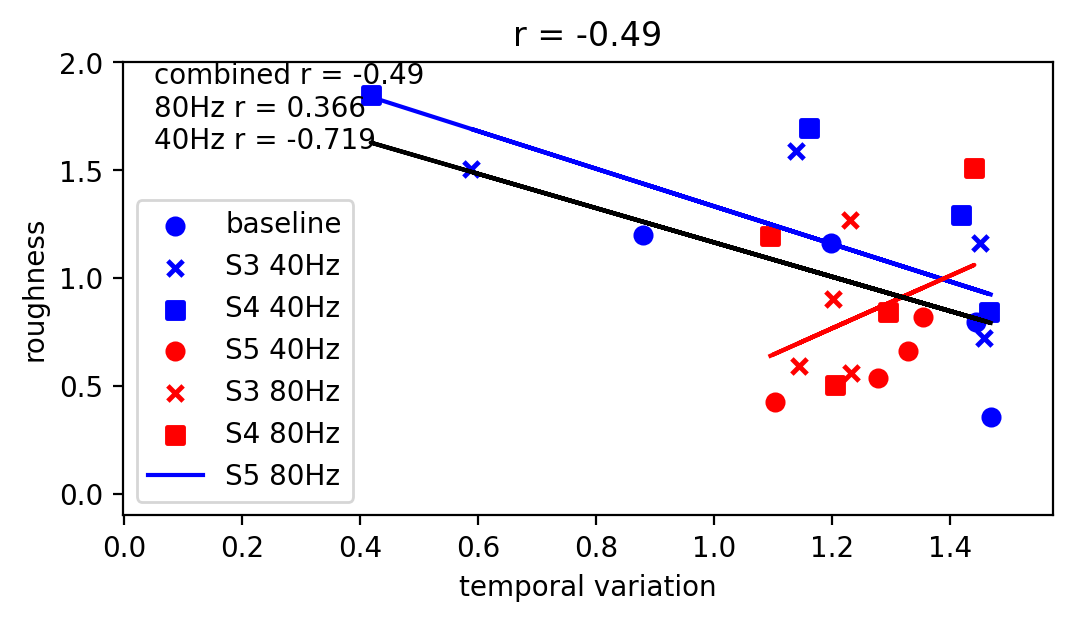 r = -0.49
combined r = -0.49
80Hz r = 0.366
40Hz r = -0.719
baseline
S3 40Hz
S4 40Hz
S5 40Hz
S3 80Hz
S4 80Hz
S5 80Hz
roughness
2.0
1.5
1.0
0.5
0.0
0.0 0.2 0.4 0.6 0.8 1.0 1.2 1.4
temporal variation